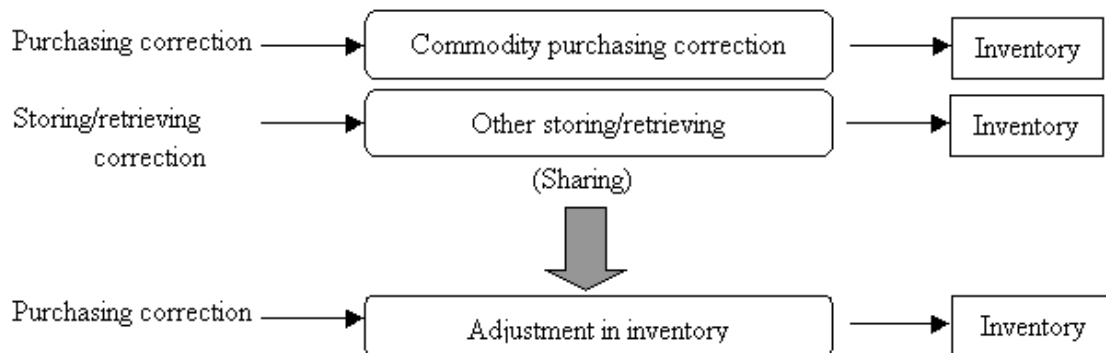 Purchasing correction
Commodity purchasing correction
Inventory
Storing/retrieving
correction
Other storing/retrieving
Inventory
(Sharing)
Purchasing correction
Adjustment in inventory
Inventory